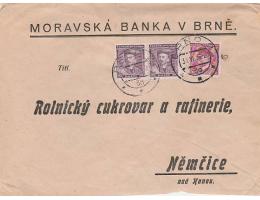 MORAVSKÁ BANKA V BRNĚ.
Titl.
Rolnický cukrovar a rafinerie,
Němčice
nad Hanou.